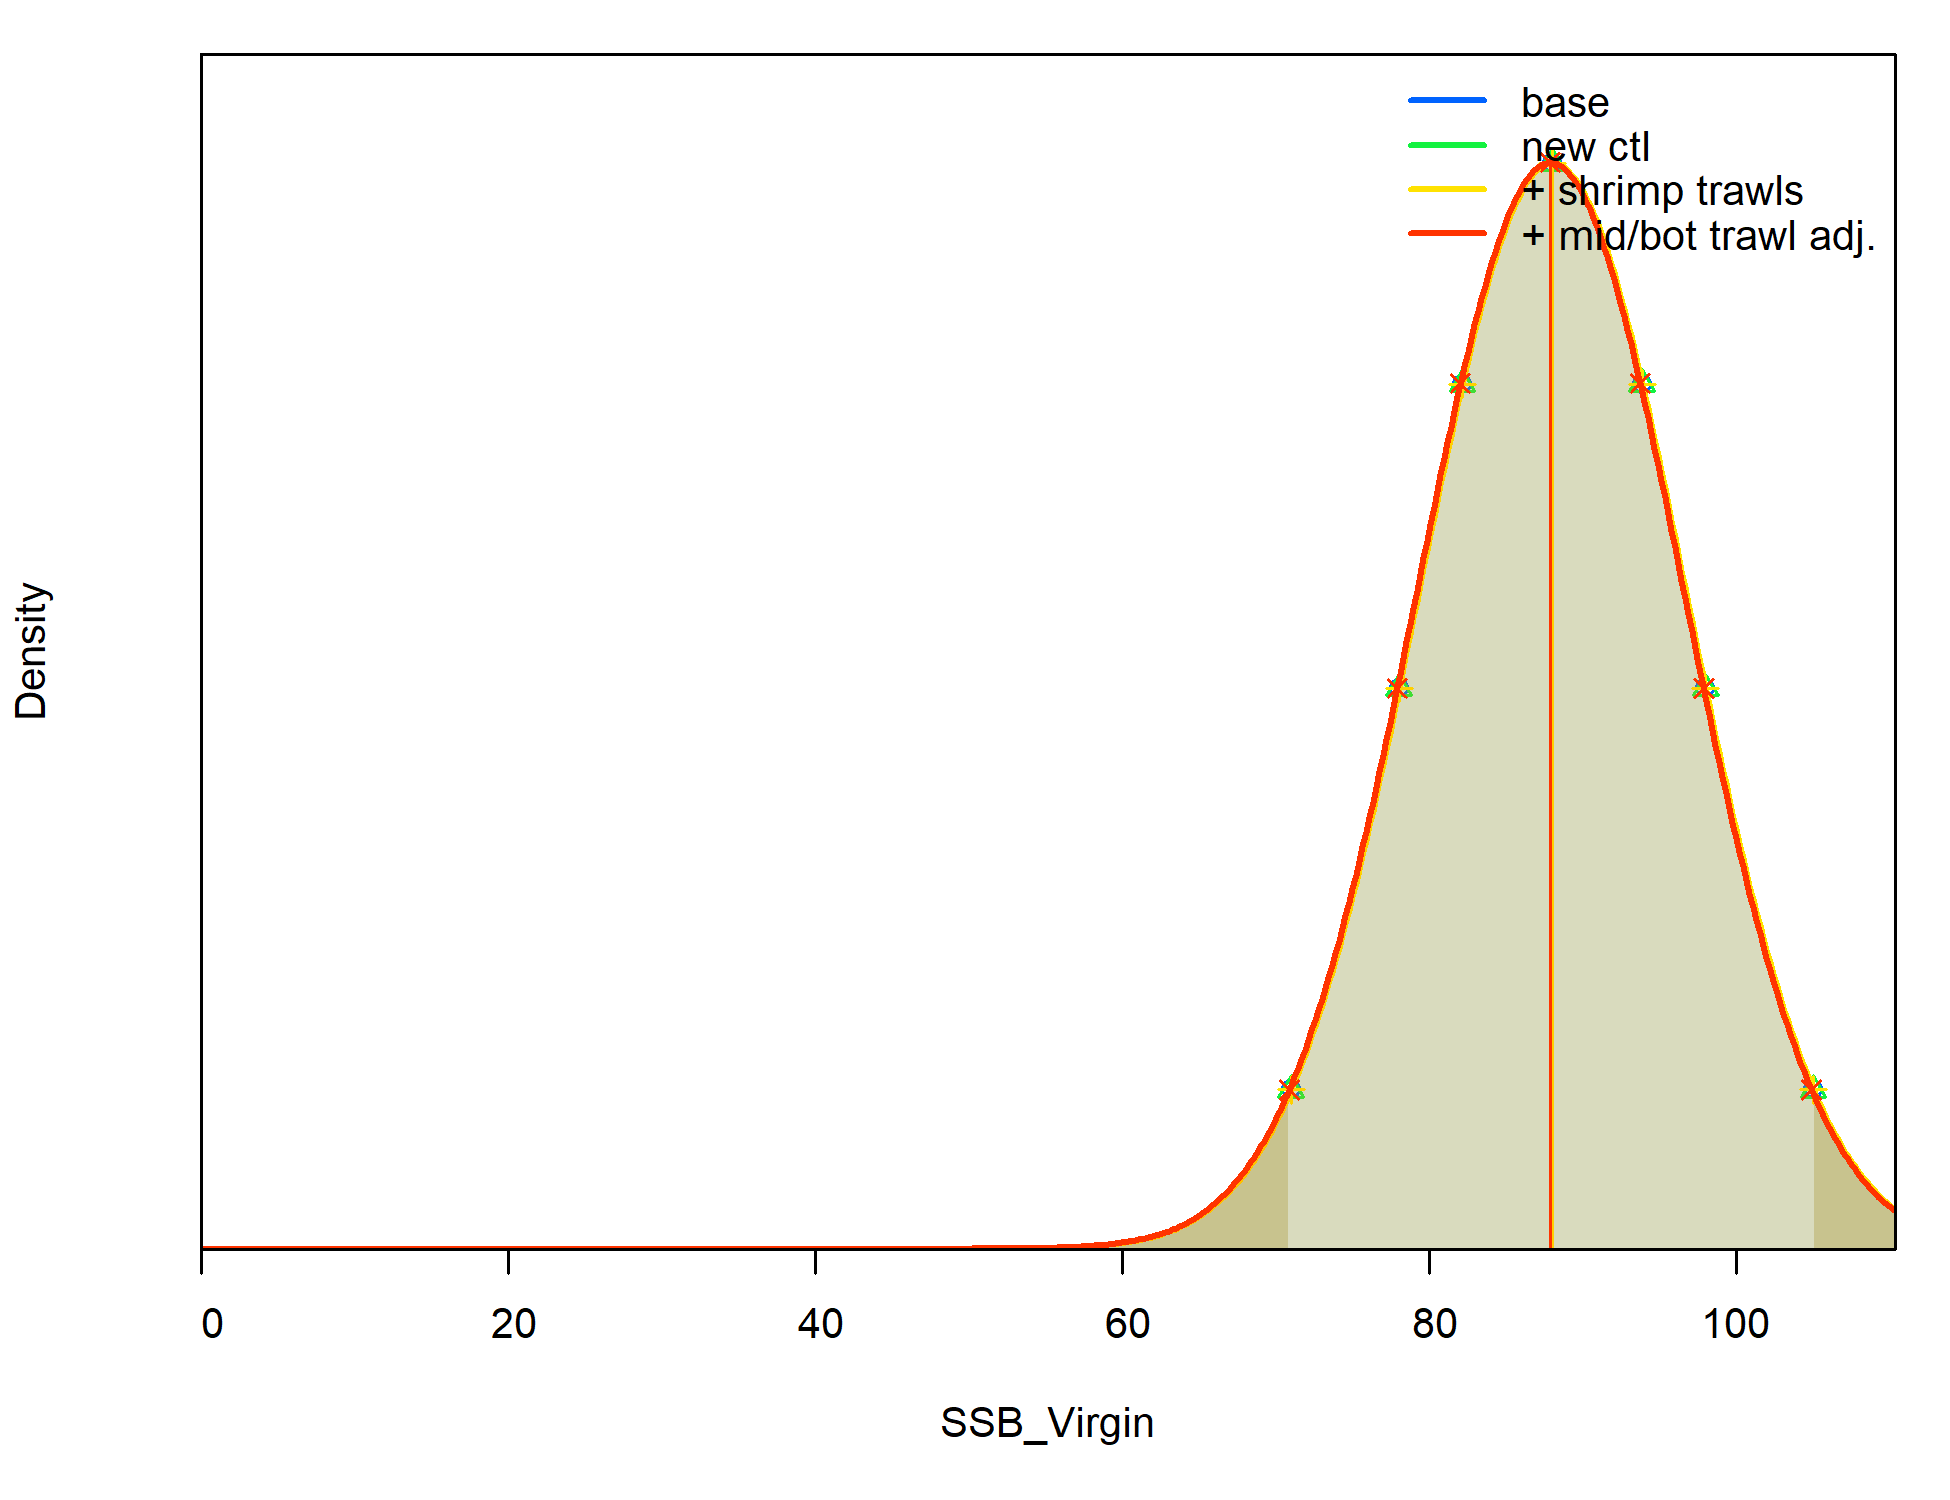 base
new ctl
+ shrimp trawls
+ mid/bot trawl adj.
Density
0 20 40 60 80 100
SSB_Virgin